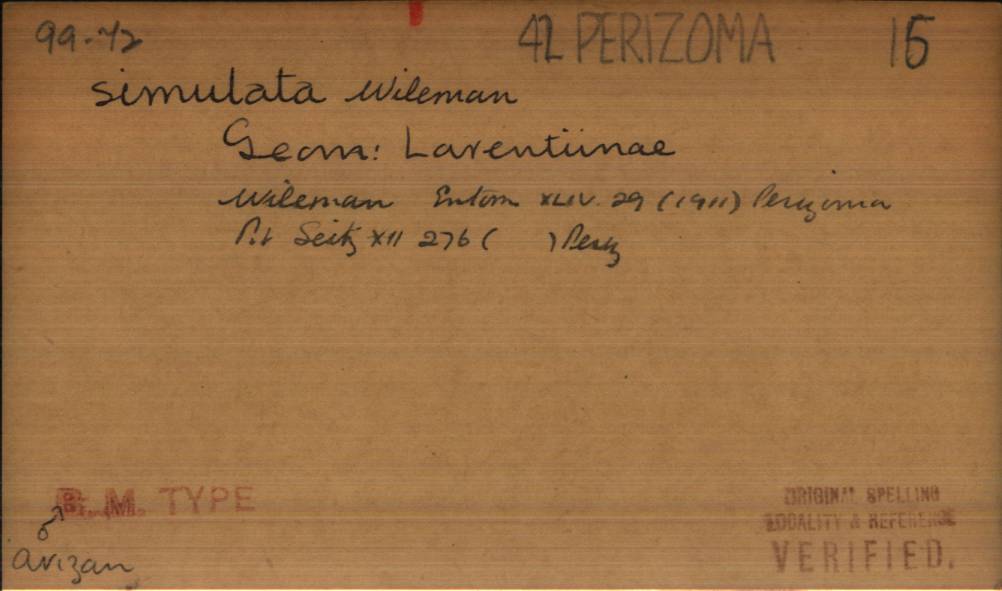 99-72 42 PERIZOMA 15
simulata Wileman
Geom: Larentiinae
Wileman Entom XLIV. 29 (1911) Perizoma
Prt Seitz XII 276 ( ) Periz
B.M. TYPE
♂
arizan
ORIGINAL SPELLING
LOCALITY & REFERENCE
VERIFIED.